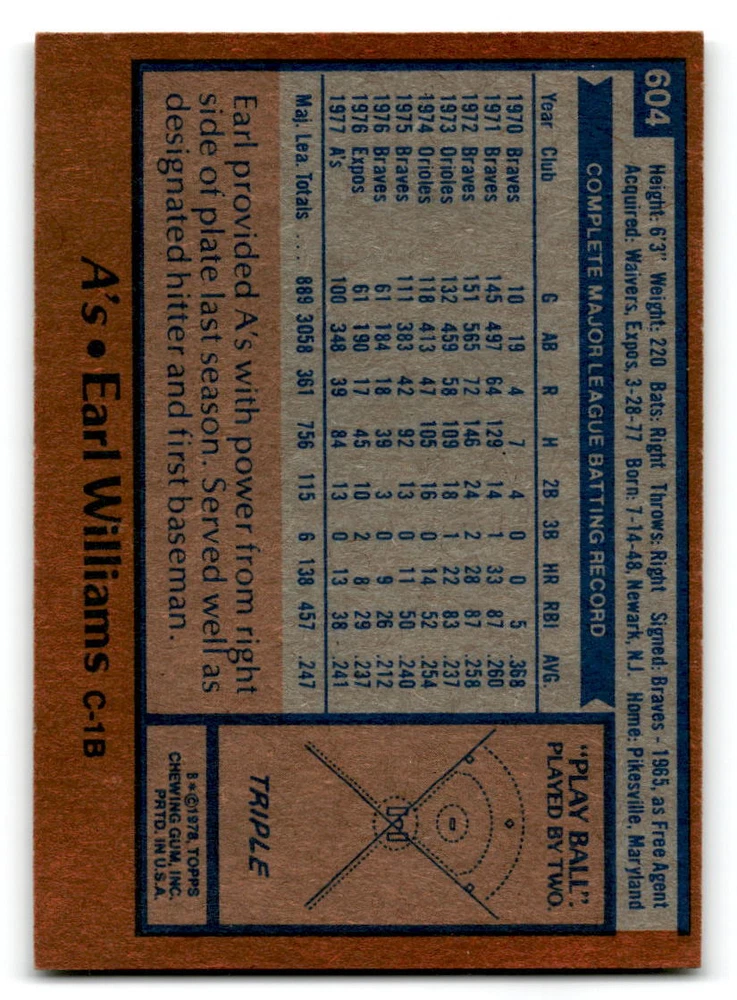 604
Height: 6'3" Weight: 220 Bats: Right Throws: Right Signed: Braves - 1965, as Free Agent
Acquired: Waivers, Expos, 3-28-77 Born: 7-14-48, Newark, N.J. Home: Pikesville, Maryland
COMPLETE MAJOR LEAGUE BATTING RECORD
Year Club G AB R H 2B 3B HR RBI AVG.
1970 Braves 10 19 4 7 4 0 0 5 .368
1971 Braves 145 497 64 129 14 1 33 87 .260
1972 Braves 151 565 72 146 24 2 28 87 .258
1973 Orioles 132 459 58 109 18 1 22 83 .237
1974 Orioles 118 413 47 105 16 0 14 52 .254
1975 Braves 111 383 42 92 13 0 11 50 .240
1976 Braves 61 184 18 39 3 0 9 26 .212
1976 Expos 61 190 17 45 10 2 8 29 .237
1977 A's 100 348 39 84 13 0 13 38 .241
Maj. Lea. Totals .... 889 3058 361 756 115 6 138 457 .247
Earl provided A's with power from right
side of plate last season. Served well as
designated hitter and first baseman.
"PLAY BALL".
PLAYED BY TWO.
TRIPLE
B*©1978, TOPPS
CHEWING GUM, INC.
PRTD. IN U.S.A.
A's • Earl Williams C-1B